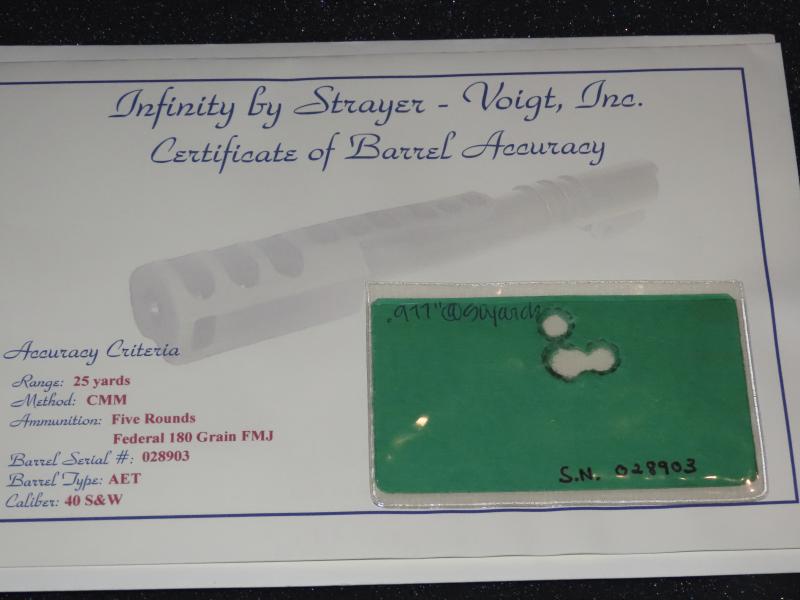 Infinity by Strayer - Voigt, Inc.
Certificate of Barrel Accuracy
Accuracy Criteria
Range: 25 yards
Method: CMM
Ammunition: Five Rounds
Federal 180 Grain FMJ
Barrel Serial #: 028903
Barrel Type: AET
Caliber: 40 S&W
.977"@50yards
S.N. 028903